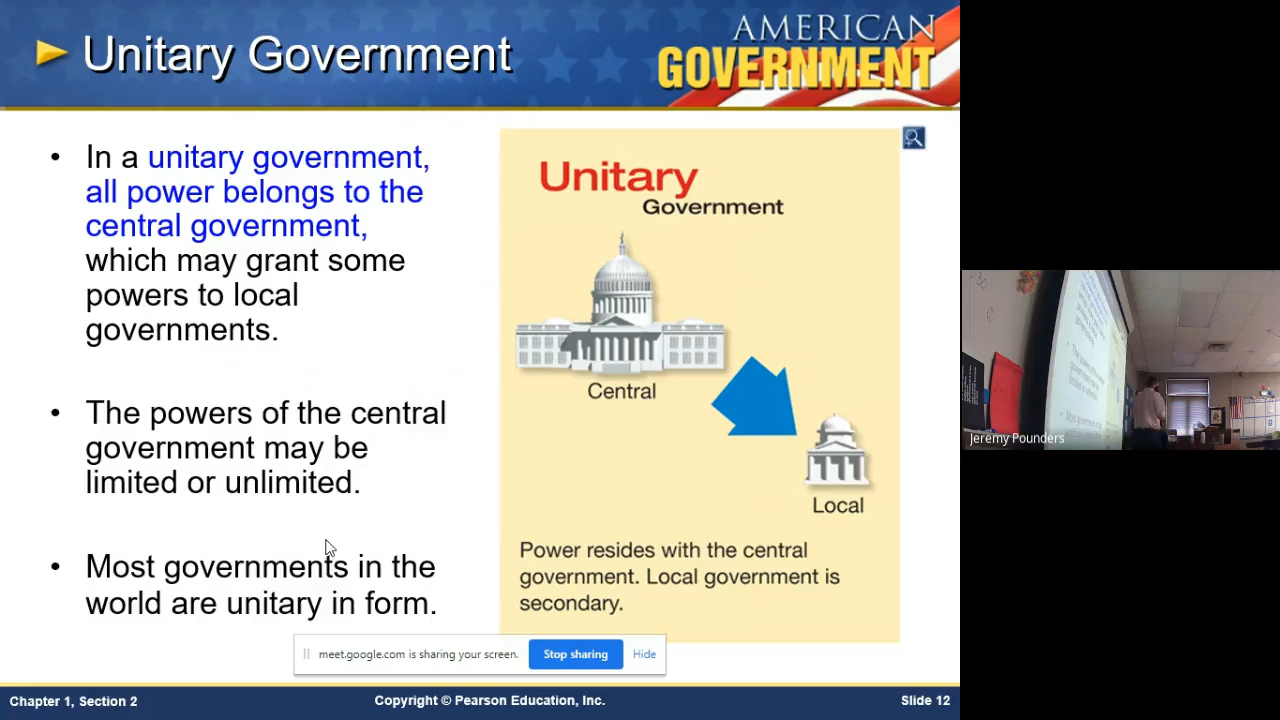 Unitary Government
AMERICAN
GOVERNMENT
• In a unitary government,
all power belongs to the
central government,
which may grant some
powers to local
governments.
• The powers of the central
government may be
limited or unlimited.
• Most governments in the
world are unitary in form.
Unitary
Government
Central
Local
Power resides with the central
government. Local government is
secondary.
meet.google.com is sharing your screen.
Stop sharing
Hide
Chapter 1, Section 2
Copyright © Pearson Education, Inc.
Slide 12
Jeremy Pounders